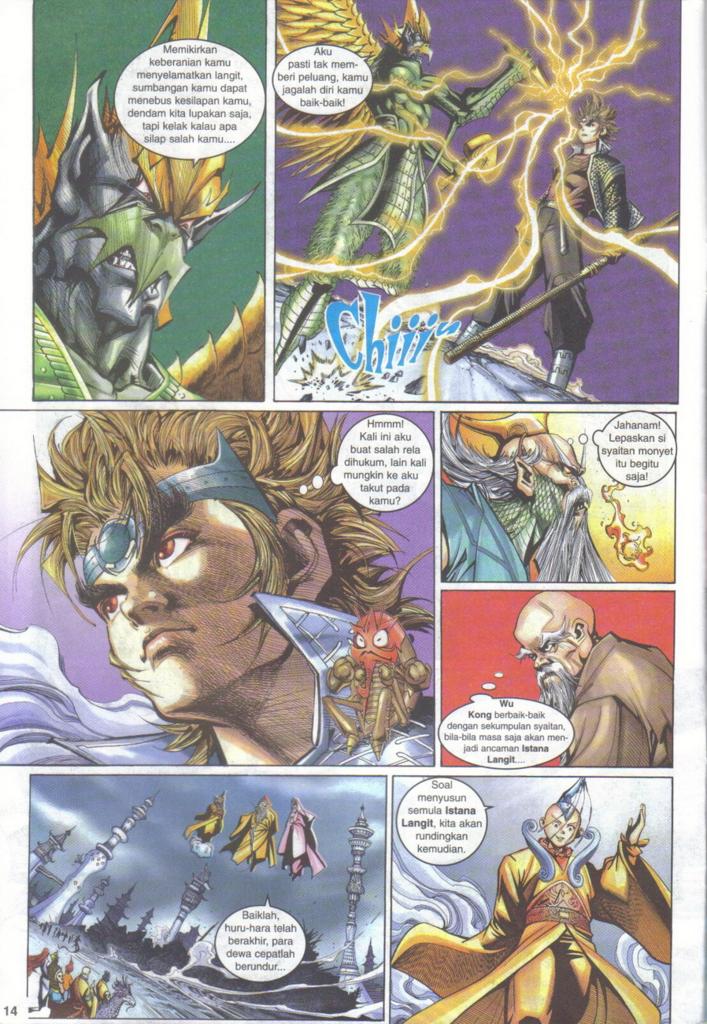 Memikirkan
keberanian kamu
menyelamatkan langit,
sumbangan kamu dapat
menebus kesilapan kamu,
dendam kita lupakan saja,
tapi kelak kalau apa
silap salah kamu....
Aku
pasti tak mem-
beri peluang, kamu
jagalah diri kamu
baik-baik!
Chiiiu
Hmmm!
Kali ini aku
buat salah rela
dihukum, lain kali
mungkin ke aku
takut pada
kamu?
Jahanam!
Lepaskan si
syaitan monyet
itu begitu
saja!
Wu
Kong berbaik-baik
dengan sekumpulan syaitan,
bila-bila masa saja akan men-
jadi ancaman Istana
Langit....
Baiklah,
huru-hara telah
berakhir, para
dewa cepatlah
berundur...
Soal
menyusun
semula Istana
Langit, kita akan
rundingkan
kemudian.
14